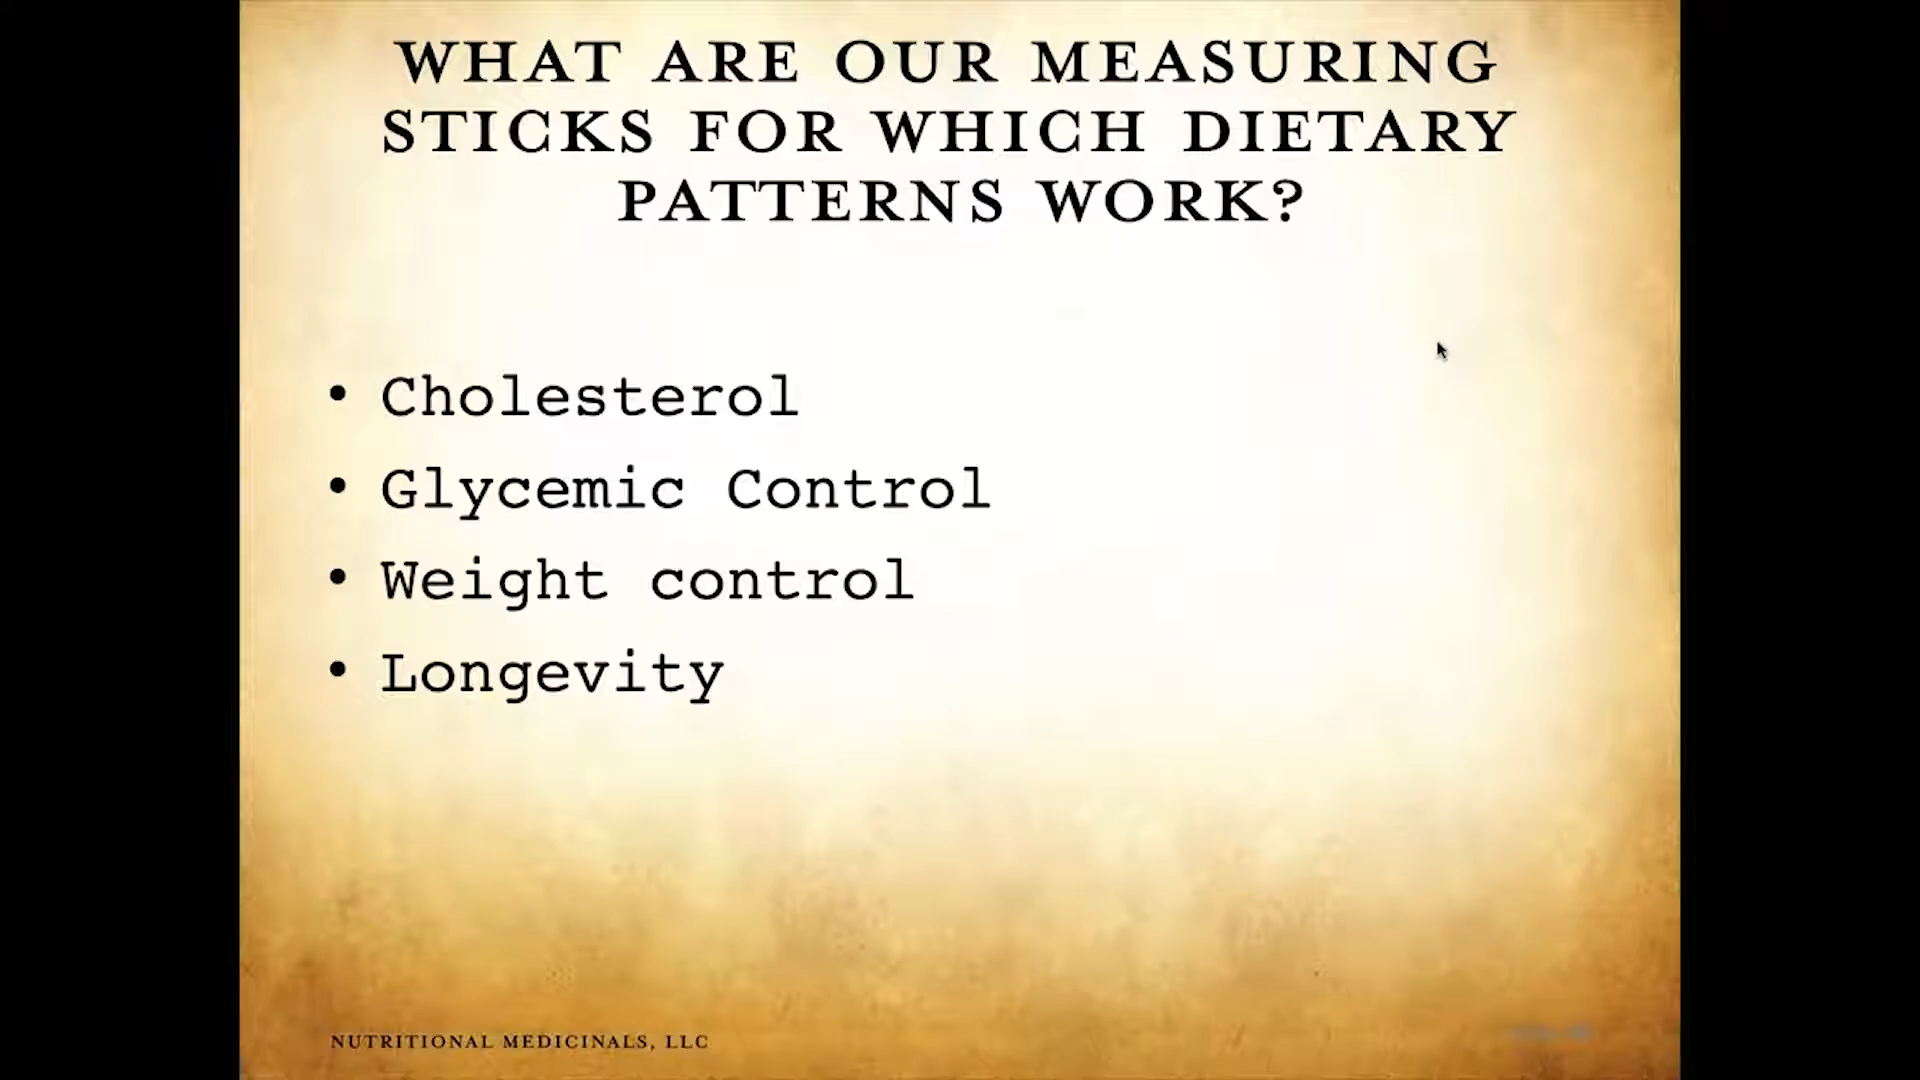 WHAT ARE OUR MEASURING
STICKS FOR WHICH DIETARY
PATTERNS WORK?
• Cholesterol
• Glycemic Control
• Weight control
• Longevity
NUTRITIONAL MEDICINALS, LLC